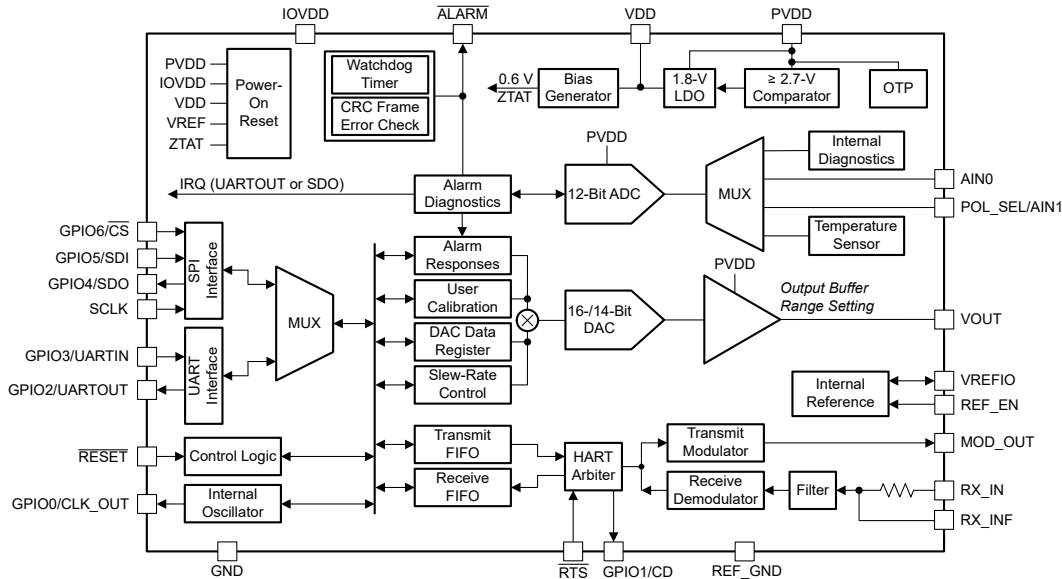 IOVDD
ALARM
VDD
PVDD
PVDD
IOVDD
VDD
VREF
ZTAT
Power-
On
Reset
Watchdog
Timer
CRC Frame
Error Check
0.6 V
ZTAT
Bias
Generator
1.8-V
LDO
≥ 2.7-V
Comparator
OTP
PVDD
Internal
Diagnostics
IRQ (UARTOUT or SDO)
Alarm
Diagnostics
12-Bit ADC
MUX
AIN0
POL_SEL/AIN1
Temperature
Sensor
GPIO6/CS
GPIO5/SDI
GPIO4/SDO
SCLK
SPI
Interface
GPIO3/UARTIN
GPIO2/UARTOUT
UART
Interface
MUX
Alarm
Responses
User
Calibration
DAC Data
Register
Slew-Rate
Control
16-/14-Bit
DAC
PVDD
Output Buffer
Range Setting
VOUT
Internal
Reference
VREFIO
REF_EN
RESET
Control Logic
GPIO0/CLK_OUT
Internal
Oscillator
Transmit
FIFO
Receive
FIFO
HART
Arbiter
Transmit
Modulator
MOD_OUT
Receive
Demodulator
Filter
RX_IN
RX_INF
GND
RTS
GPIO1/CD
REF_GND